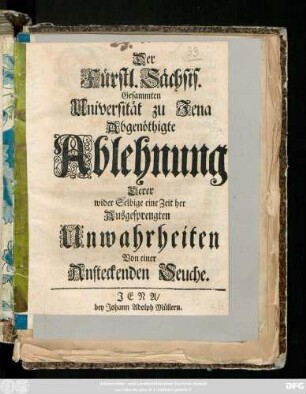 Der
Fürstl. Sächsis.
Gesammten
Universität zu Jena
Abgenöthigte
Ablehnung
Derer
wider Selbige eine Zeit her
Ausgesprengten
Unwahrheiten
Von einer
Ansteckenden Seuche.
JENA/
bey Johann Adolph Müllern.